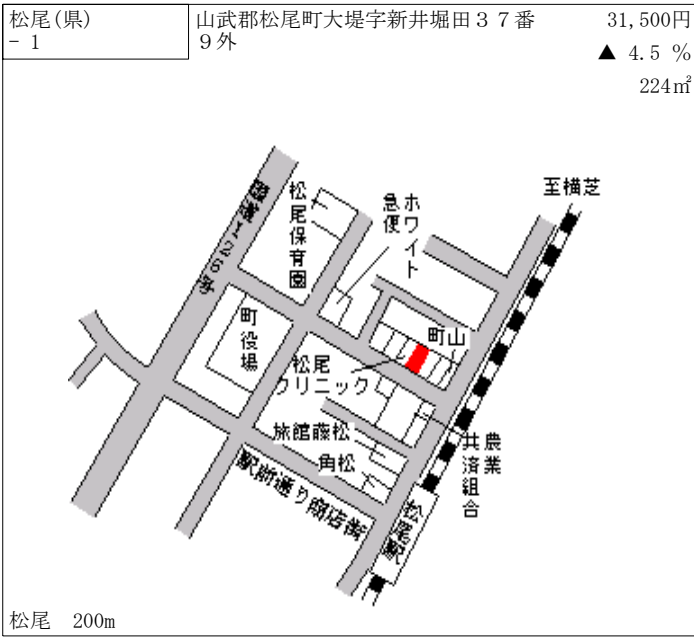 松尾(県)
- 1
山武郡松尾町大堤字新井堀田３７番
９外
31,500円
▲ 4.5 %
224㎡
至横芝
国道126号
松尾保育園
ホワイト
急便
町役場
町山
松尾
クリニック
旅館藤松
角松
農業
共済組合
駅前通り商店街
松尾駅
松尾 200m